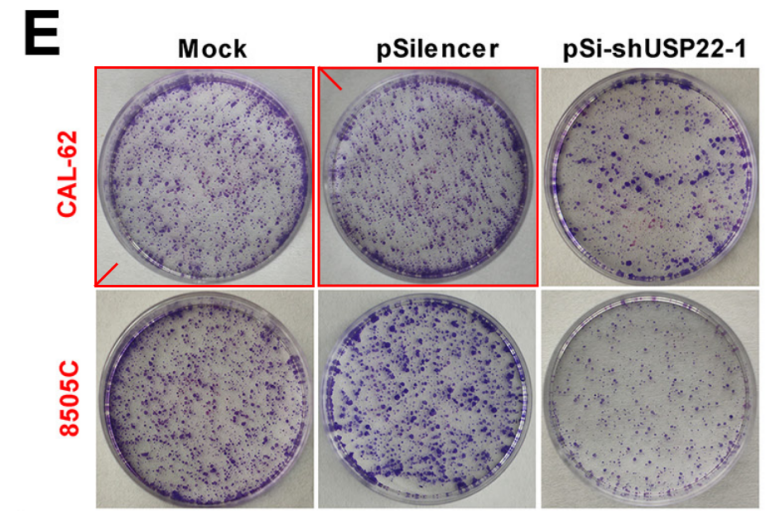 E
Mock pSilencer pSi-shUSP22-1
CAL-62
8505C